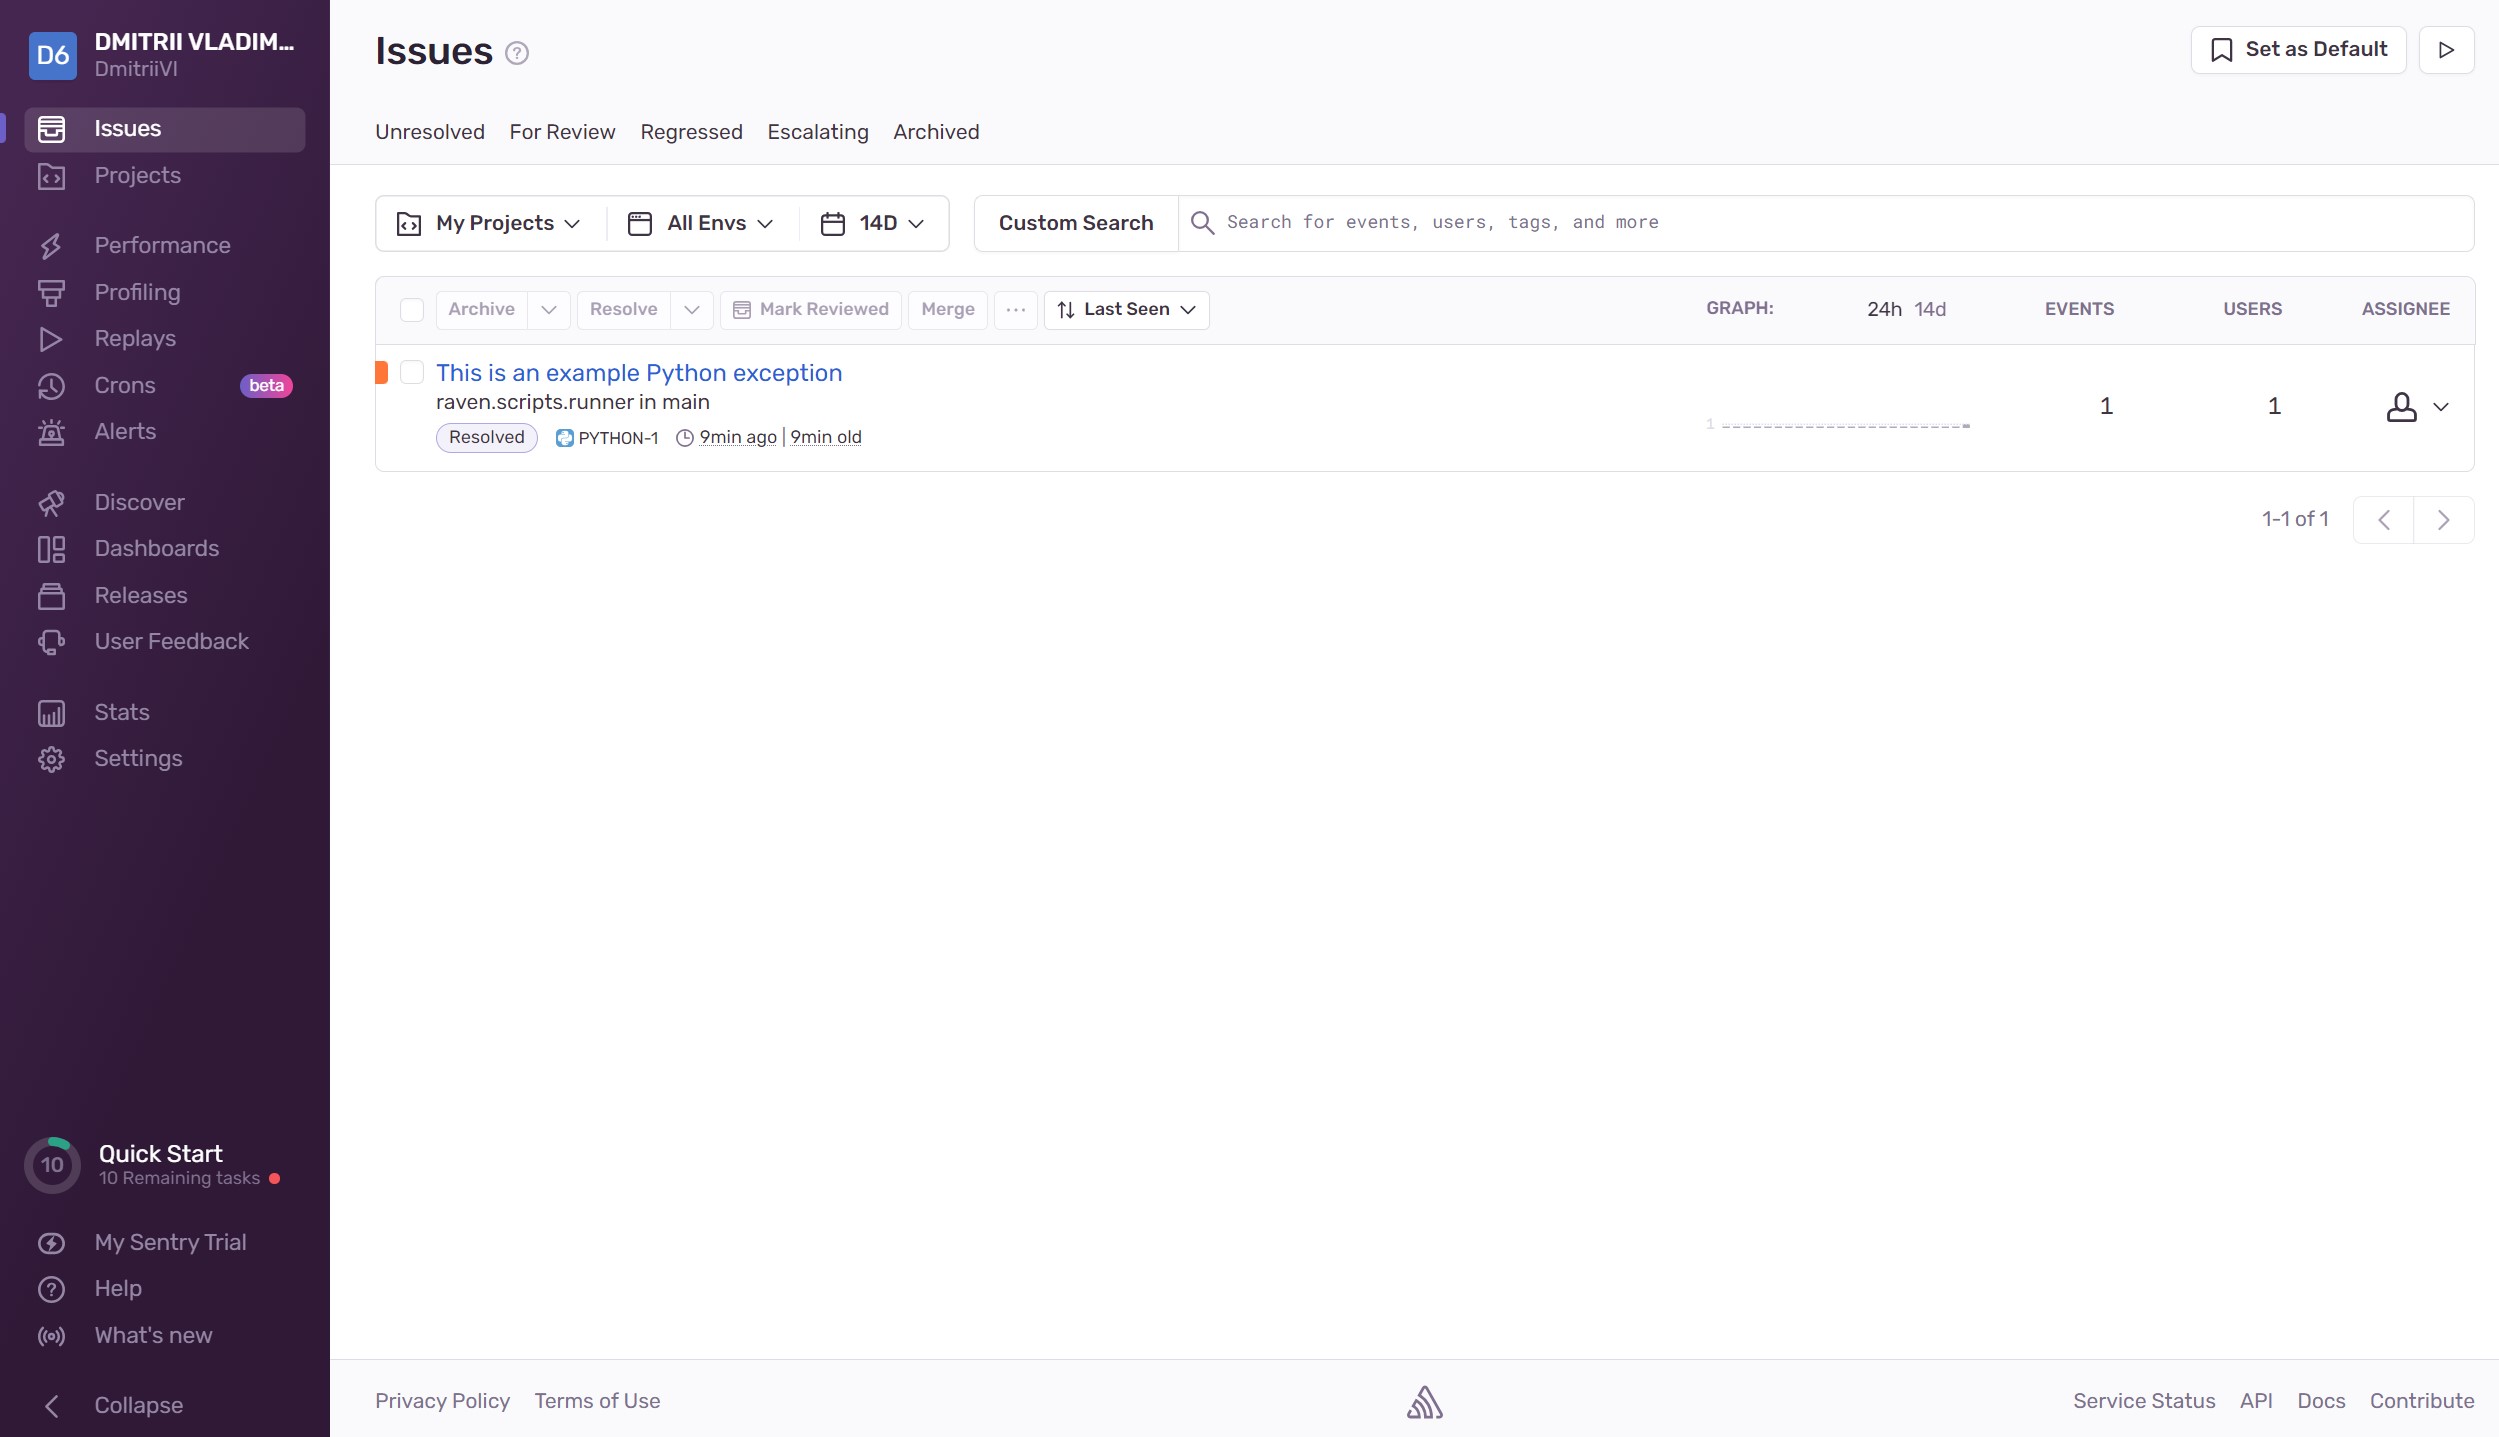 D6
DMITRII VLADIM...
DmitriiVl
Issues
Projects
Performance
Profiling
Replays
Crons beta
Alerts
Discover
Dashboards
Releases
User Feedback
Stats
Settings
10
Quick Start
10 Remaining tasks
My Sentry Trial
Help
What's new
Collapse
Issues ?
Set as Default
Unresolved For Review Regressed Escalating Archived
My Projects All Envs 14D Custom Search Search for events, users, tags, and more
Archive Resolve Mark Reviewed Merge ... Last Seen GRAPH: 24h 14d EVENTS USERS ASSIGNEE
This is an example Python exception
raven.scripts.runner in main
Resolved PYTHON-1 9min ago | 9min old
1
1 1
1-1 of 1
Privacy Policy Terms of Use Service Status API Docs Contribute